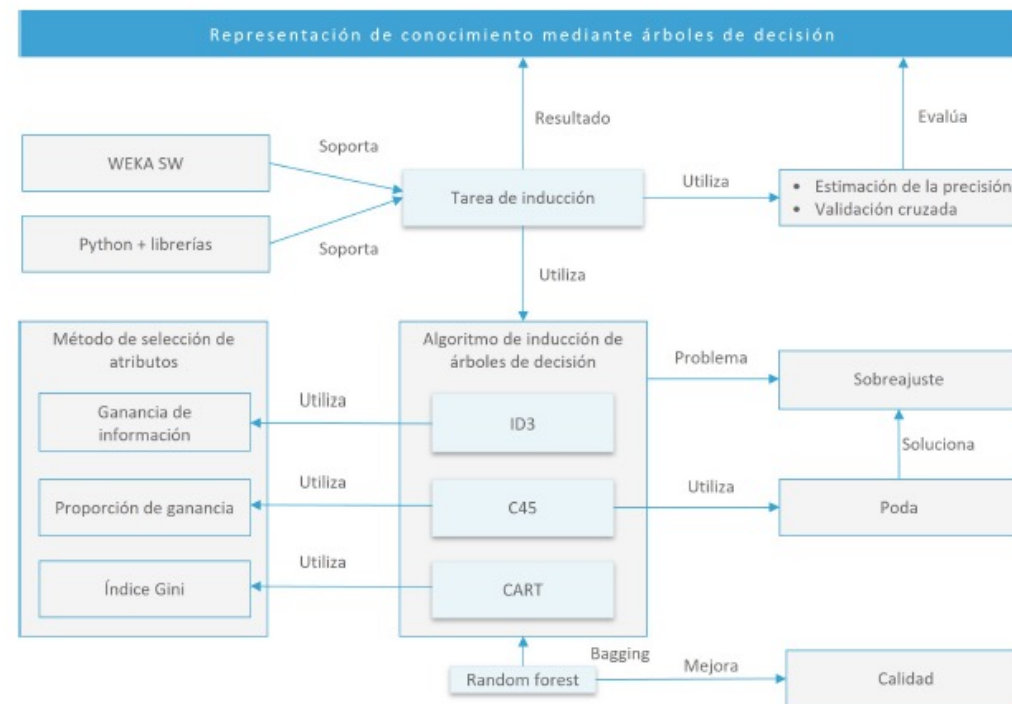 Representación de conocimiento mediante árboles de decisión
Resultado
Evalúa
WEKA SW
Soporta
Tarea de inducción
Utiliza
• Estimación de la precisión
• Validación cruzada
Python + librerías
Soporta
Utiliza
Método de selección de
atributos
Algoritmo de inducción de
árboles de decisión
Problema
Sobreajuste
Ganancia de
información
Utiliza
ID3
Soluciona
Proporción de ganancia
Utiliza
C45
Utiliza
Poda
Índice Gini
Utiliza
CART
Bagging
Random forest
Mejora
Calidad